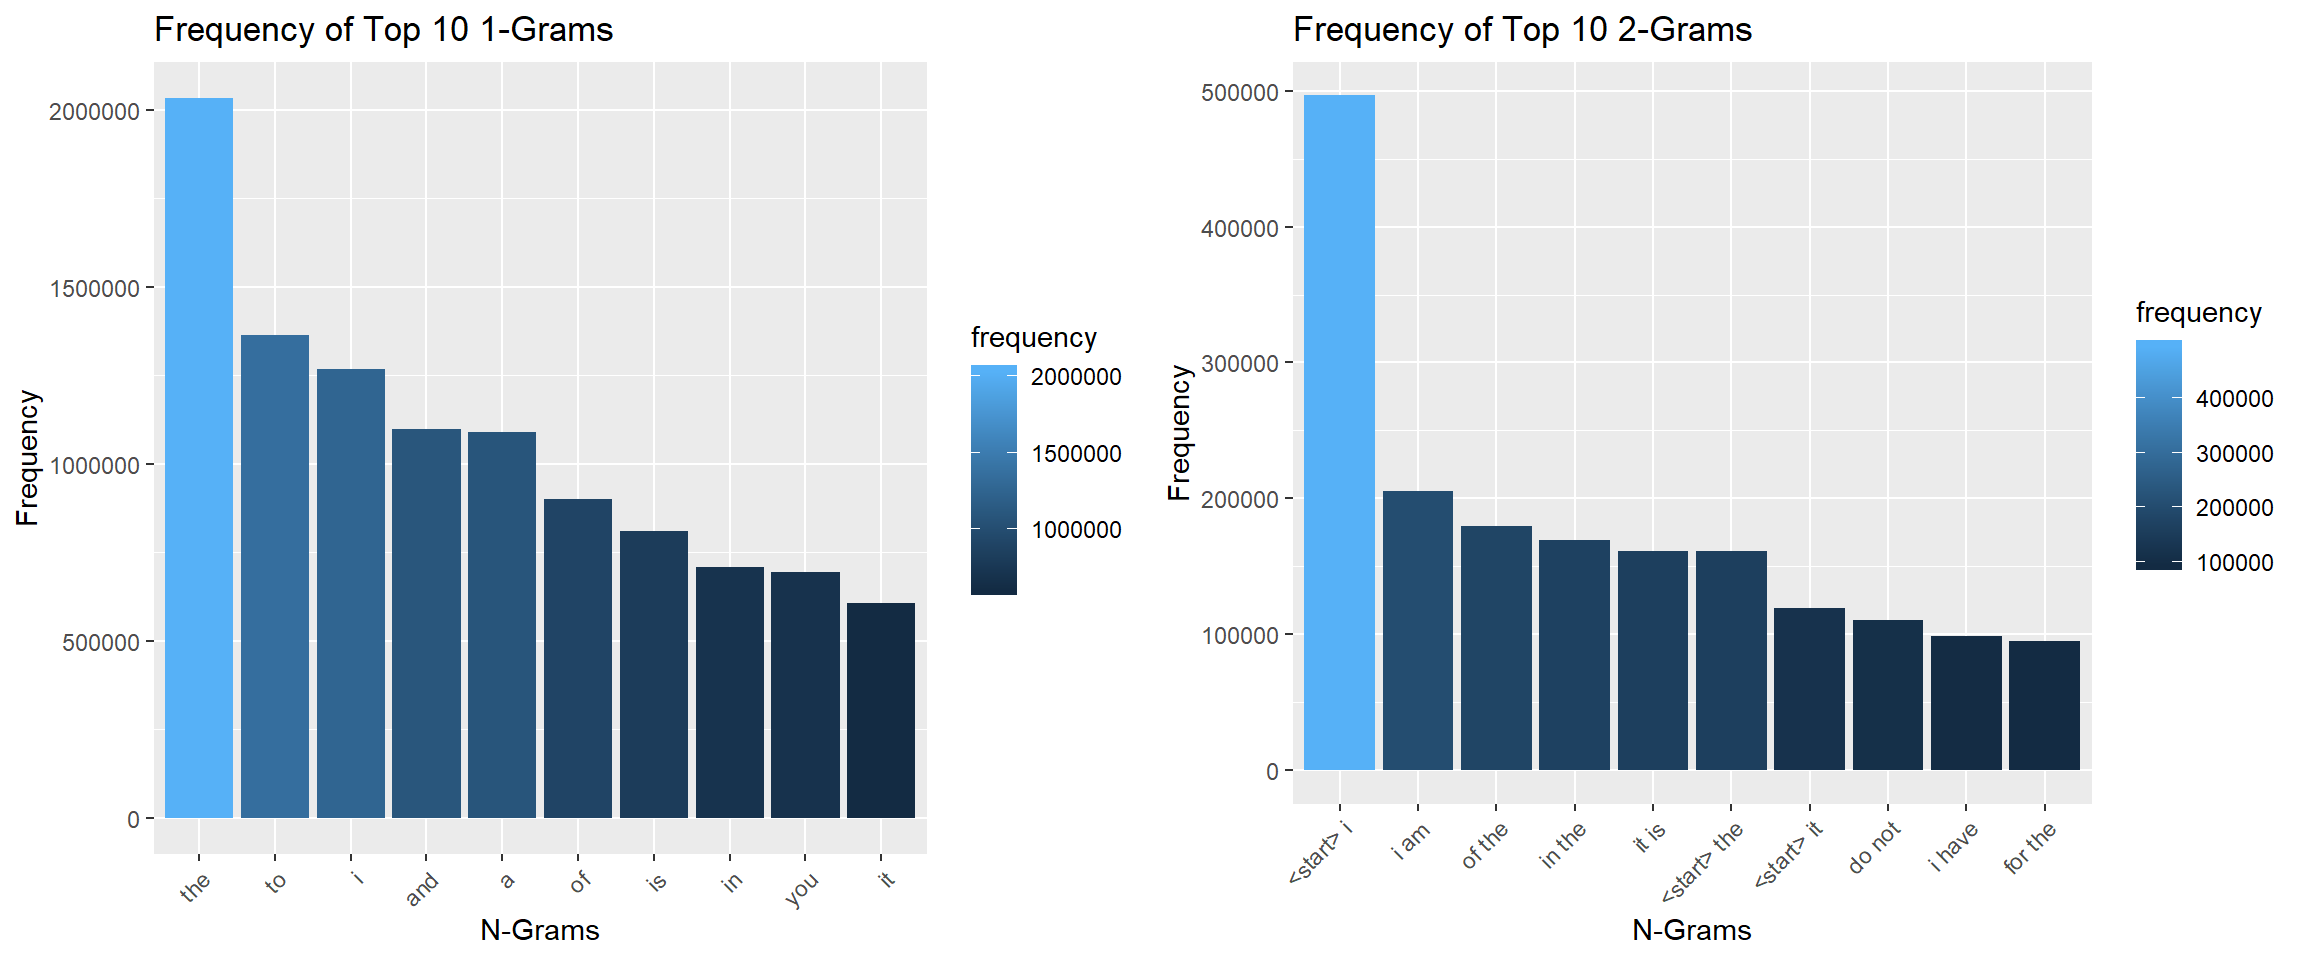 Frequency of Top 10 1-Grams
Frequency
2000000
1500000
1000000
500000
0
the
to
i
and
a
of
is
in
you
it
N-Grams
frequency
2000000
1500000
1000000
Frequency of Top 10 2-Grams
Frequency
500000
400000
300000
200000
100000
0
<start> i
i am
of the
in the
it is
<start> the
<start> it
do not
i have
for the
N-Grams
frequency
400000
300000
200000
100000